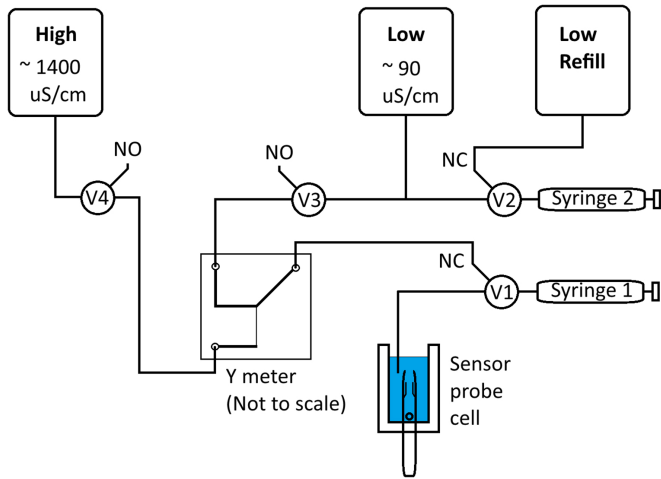 High
~ 1400
uS/cm
Low
~ 90
uS/cm
Low
Refill
NO
NO
NC
V4
V3
V2
Syringe 2
NC
V1
Syringe 1
Y meter
(Not to scale)
Sensor
probe
cell